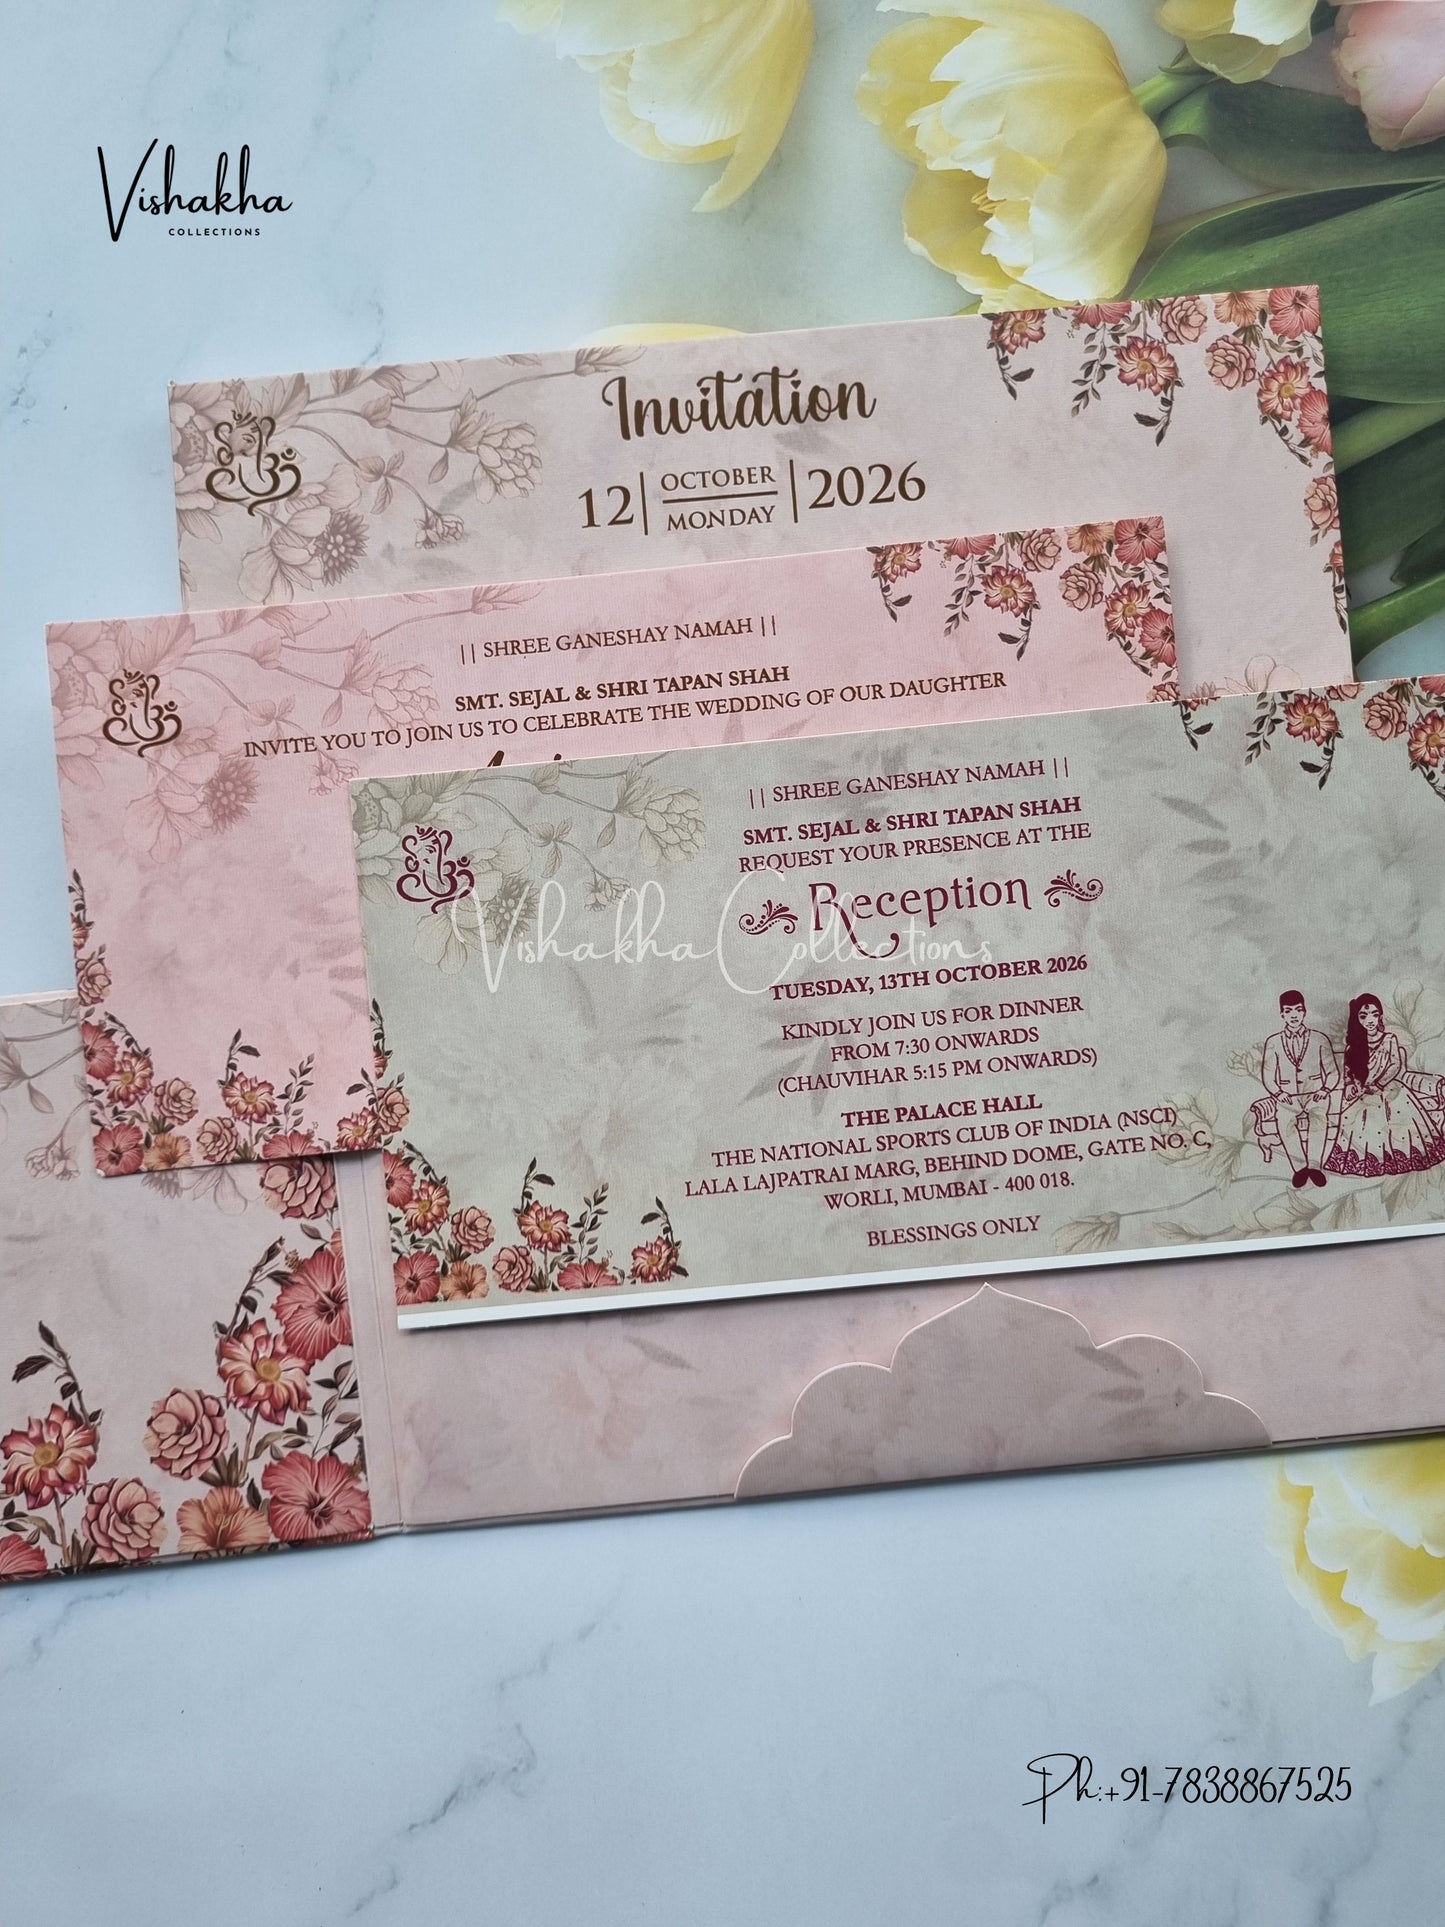 Vishakha
COLLECTIONS
Invitation
12 | OCTOBER MONDAY | 2026
|| SHREE GANESHAY NAMAH ||
SMT. SEJAL & SHRI TAPAN SHAH
INVITE YOU TO JOIN US TO CELEBRATE THE WEDDING OF OUR DAUGHTER
|| SHREE GANESHAY NAMAH ||
SMT. SEJAL & SHRI TAPAN SHAH
REQUEST YOUR PRESENCE AT THE
Reception
Vishakha Collections
TUESDAY, 13TH OCTOBER 2026
KINDLY JOIN US FOR DINNER
FROM 7:30 ONWARDS
(CHAUVIHAR 5:15 PM ONWARDS)
THE PALACE HALL
THE NATIONAL SPORTS CLUB OF INDIA (NSCI)
LALA LAJPATRAI MARG, BEHIND DOME, GATE NO. C,
WORLI, MUMBAI - 400 018.
BLESSINGS ONLY
Ph:+91-7838867525